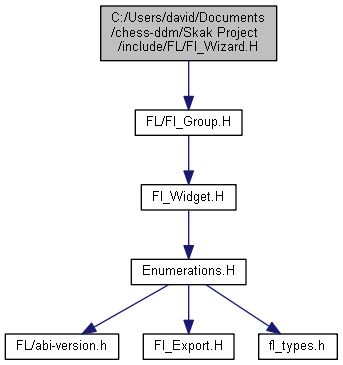 C:/Users/david/Documents
/chess-ddm/Skak Project
/include/FL/Fl_Wizard.H
FL/Fl_Group.H
Fl_Widget.H
Enumerations.H
FL/abi-version.h
Fl_Export.H
fl_types.h